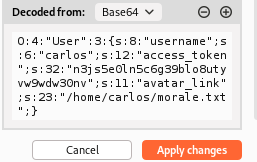 Decoded from: Base64
O:4:"User":3:{s:8:"username";s
:6:"carlos";s:12:"access_token
";s:32:"n3js5e0ln5c6g39blo8uty
vw9wdw30nv";s:11:"avatar_link"
;s:23:"/home/carlos/morale.txt
";}
Cancel Apply changes